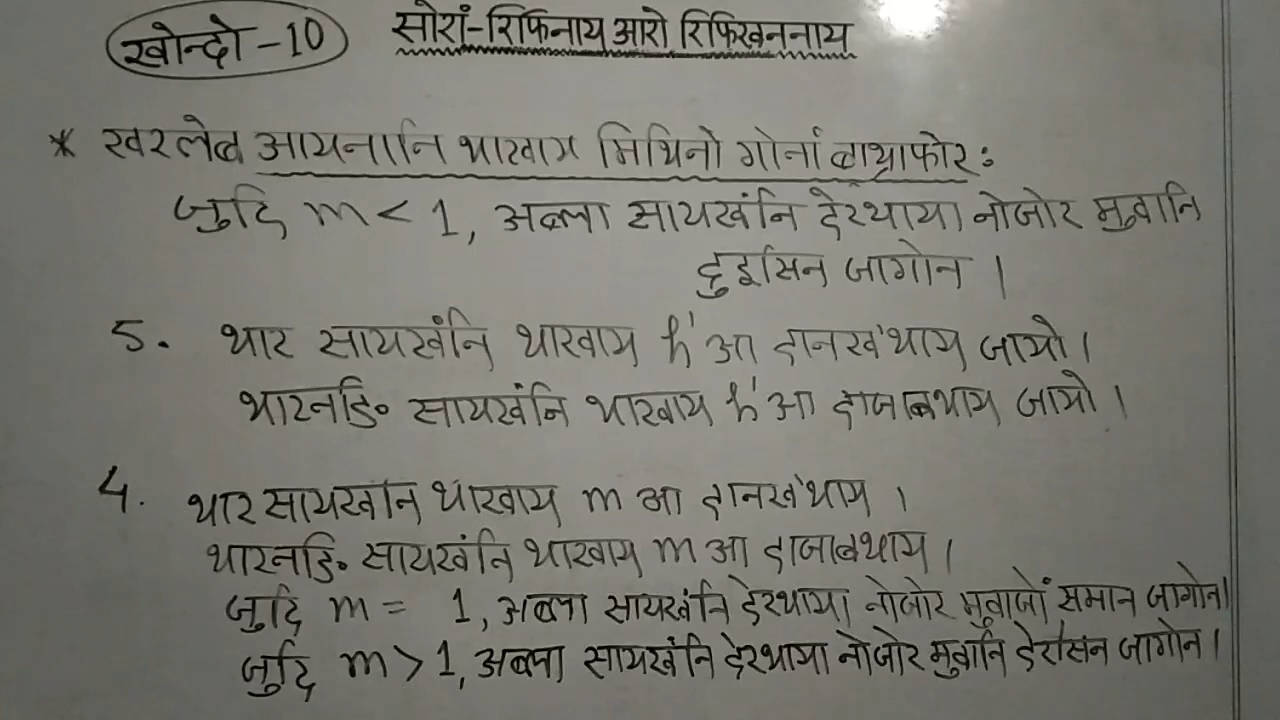 खोन्दो -10 सोरां-रिफिनाय आरो रिफिखननाय
* खरलेब आयनानि थाखाय मिथिनो गोनां बाथ्राफोर:
जुदि m < 1, अब्ला सायखंनि देरथाया नोजोर मुवानि
दुइसिन जागोन ।
5. थार सायखंनि थाखाय h'आ दानख'थाय जायो।
थारनङि॰ सायखंनि थाखाय h'आ दाजाबथाय जायो ।
4. थार सायखंनि थाखाय m आ दानख'थाय ।
थारनङि॰ सायखंनि थाखाय m आ दाजाबथाय ।
जुदि m = 1, अब्ला सायखंनि देरथाया नोजोर मुवाजों समान जागोन।
जुदि m > 1, अब्ला सायखंनि देरथाया नोजोर मुवानि देरसिन जागोन ।